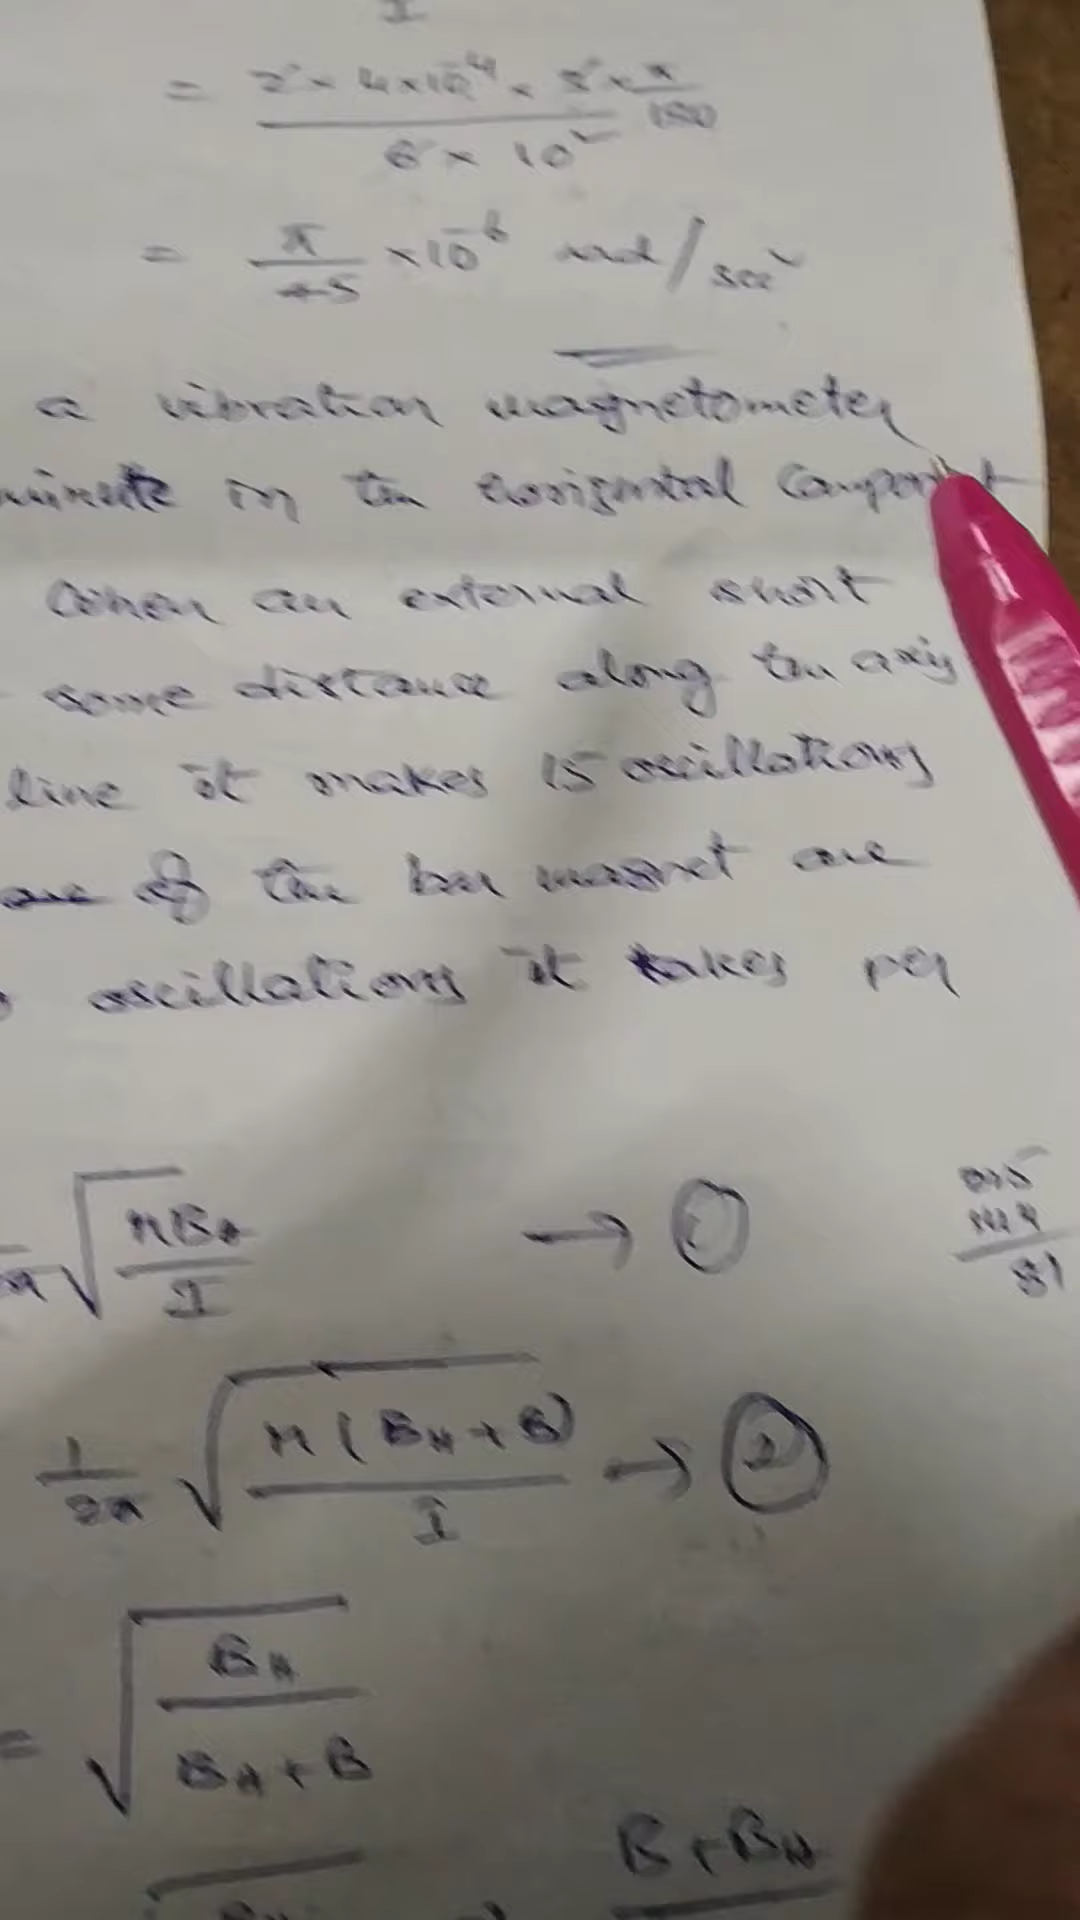 I
= 2 × 4×10^-4 × 5 × π/180 / 6 × 10^-2
= π/45 × 10^-6 rad/sec²
a vibration magnetometer
minute in the horizontal Component
When an external short
some distance along the axis
line it makes 15 oscillations
of the bar magnet are
oscillations it takes per
√(MB_H / I) → ①
1/2π √(M(B_H + B) / I) → ②
= √(B_H / B_H + B)
B + B_H